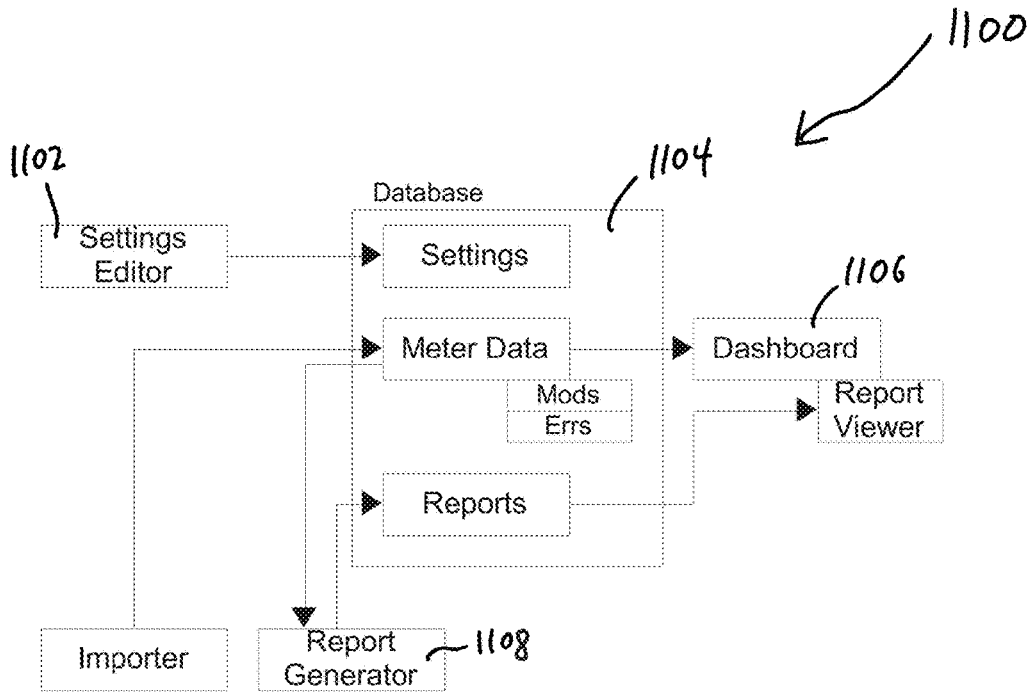 1100
1102
1104
Database
Settings
Editor
Settings
1106
Meter Data
Dashboard
Mods
Errs
Report
Viewer
Reports
Importer
Report
Generator
1108